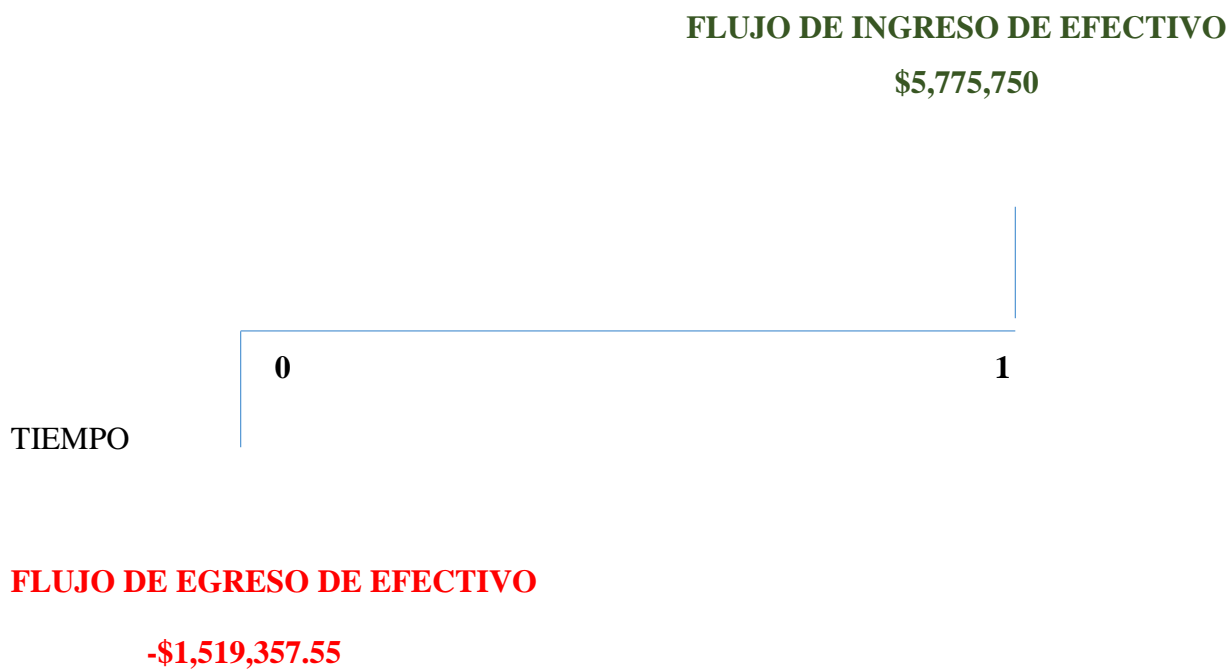 FLUJO DE INGRESO DE EFECTIVO
$5,775,750
0 1
TIEMPO
FLUJO DE EGRESO DE EFECTIVO
-$1,519,357.55